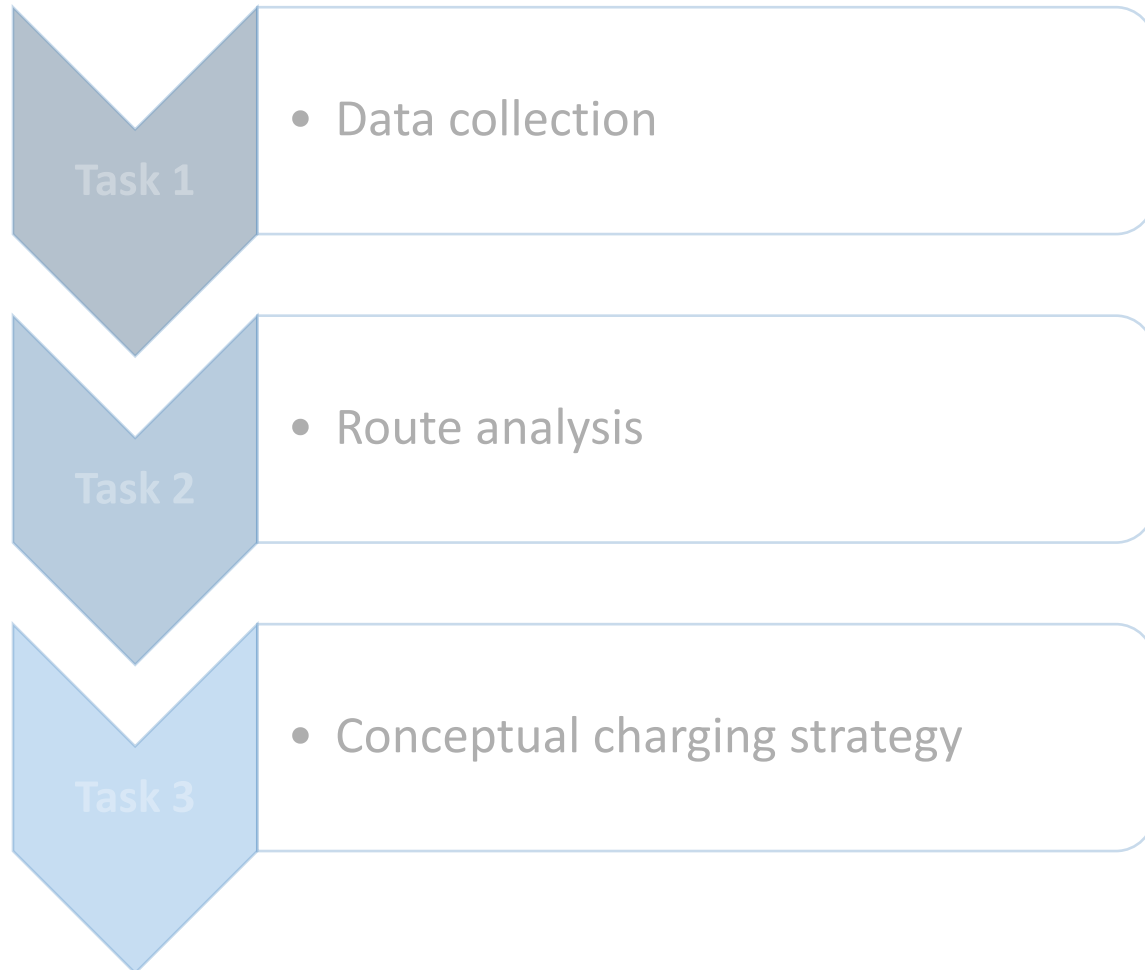 Task 1
• Data collection
Task 2
• Route analysis
Task 3
• Conceptual charging strategy